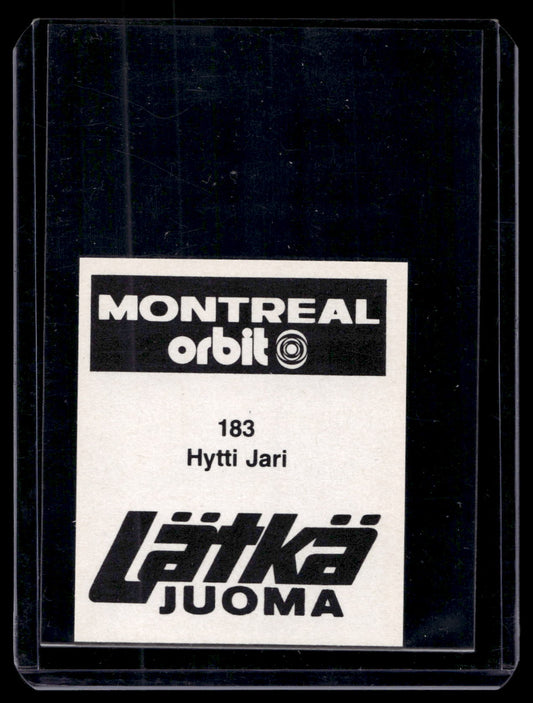 MONTREAL
orbit
183
Hytti Jari
Lätkä
JUOMA